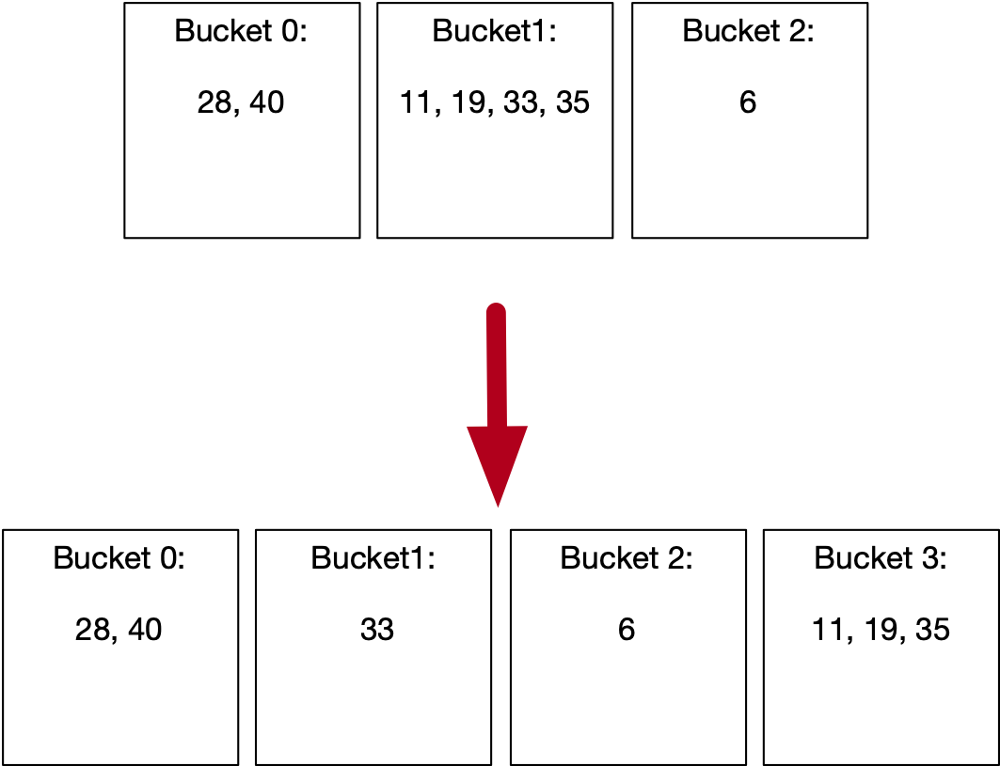 Bucket 0:
28, 40
Bucket1:
11, 19, 33, 35
Bucket 2:
6
Bucket 0:
28, 40
Bucket1:
33
Bucket 2:
6
Bucket 3:
11, 19, 35